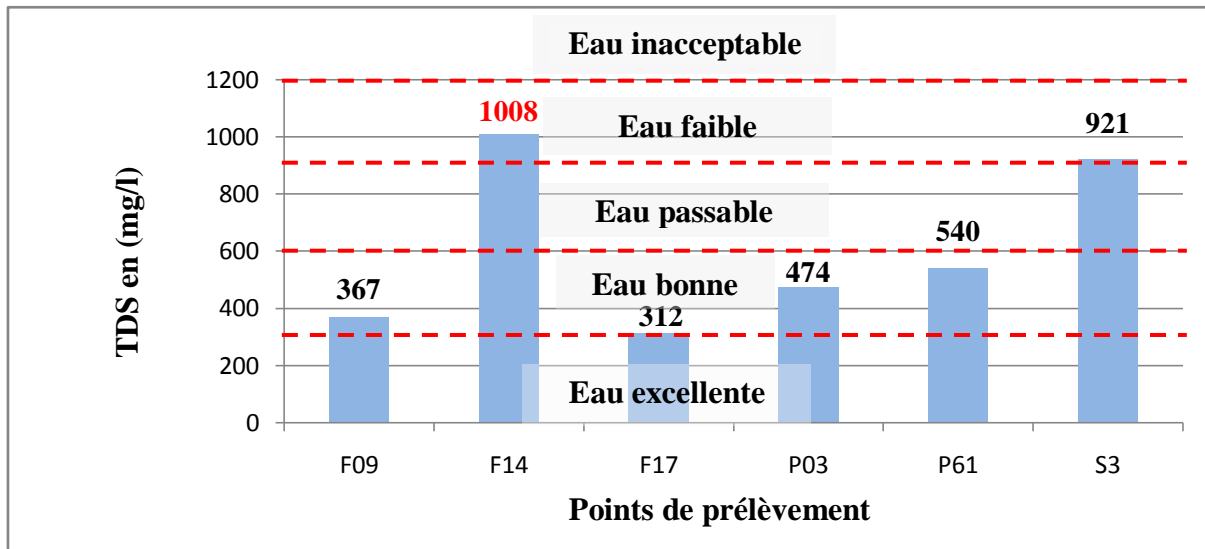 Eau inacceptable
1200
1008
Eau faible
921
1000
800
Eau passable
540
600
474
Eau bonne
367
312
400
200
Eau excellente
0
TDS en (mg/l)
F09 F14 F17 P03 P61 S3
Points de prélèvement